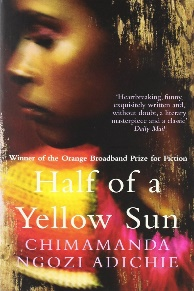 'Heartbreaking, funny,
exquisitely written and,
without doubt, a literary
masterpiece and a classic'
Daily Mail
Winner of the Orange Broadband Prize for Fiction
Half of a
Yellow Sun
CHIMAMANDA
NGOZI ADICHIE